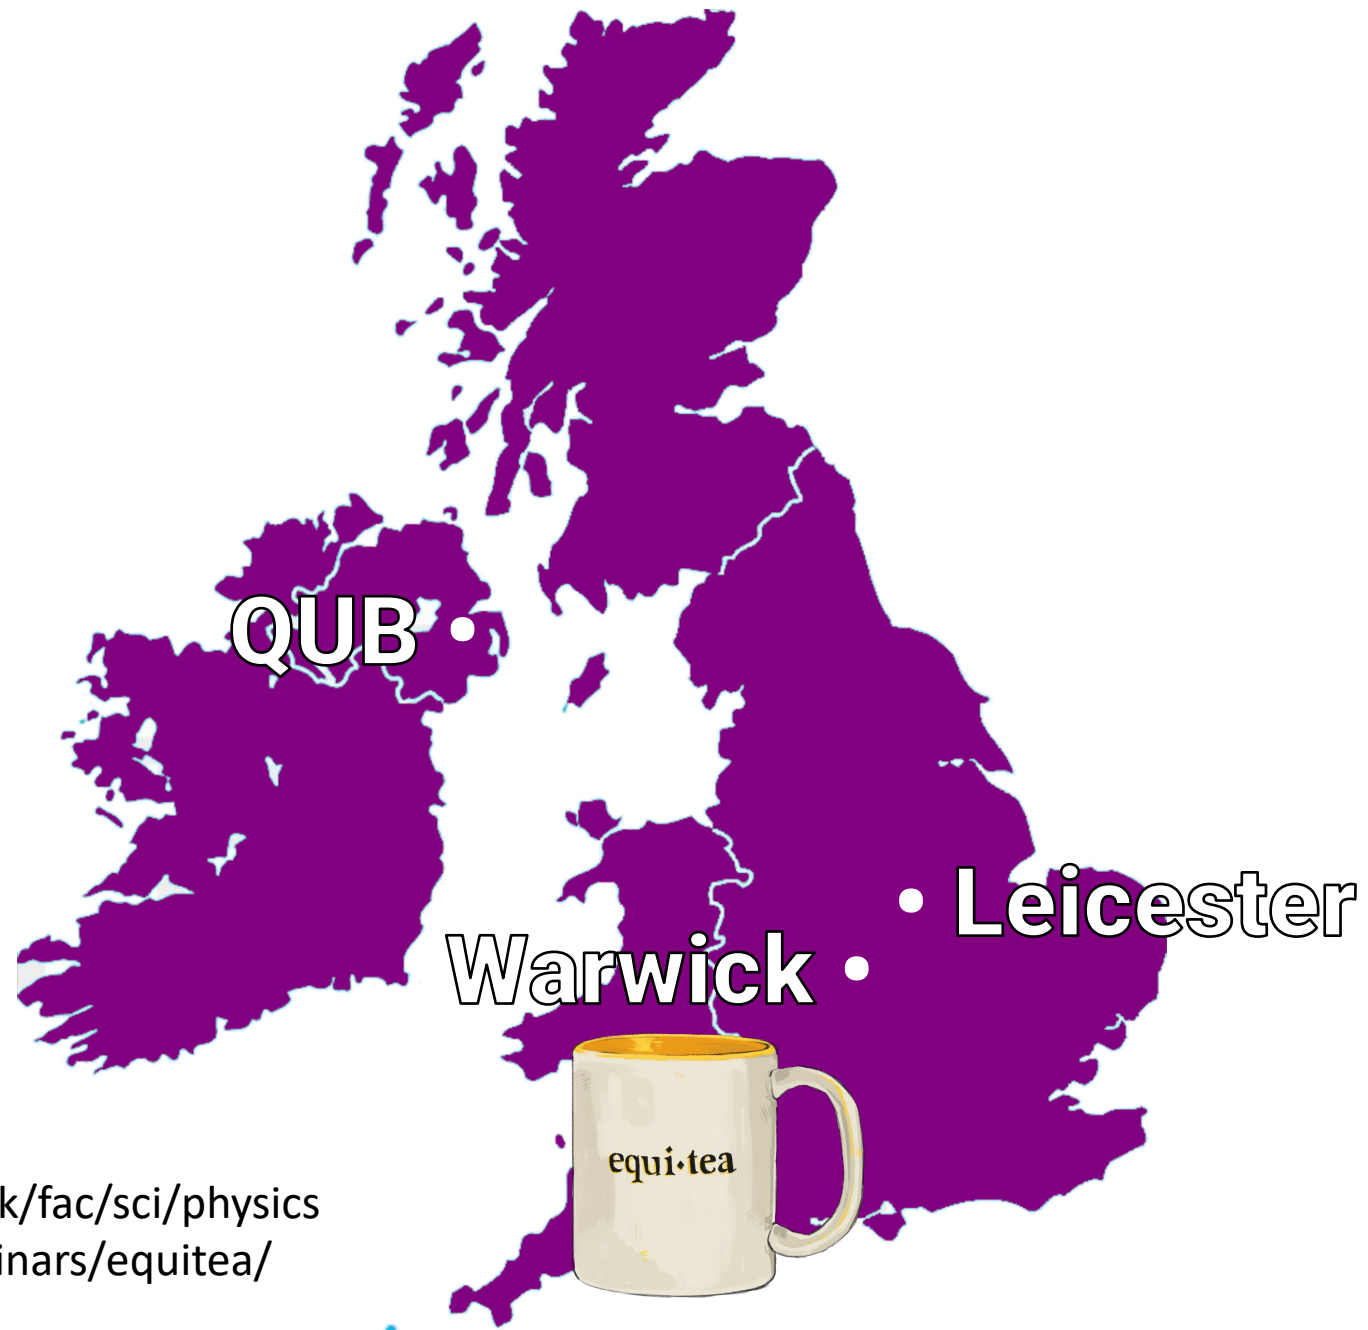 QUB
Leicester
Warwick
equi·tea
k/fac/sci/physics
inars/equitea/